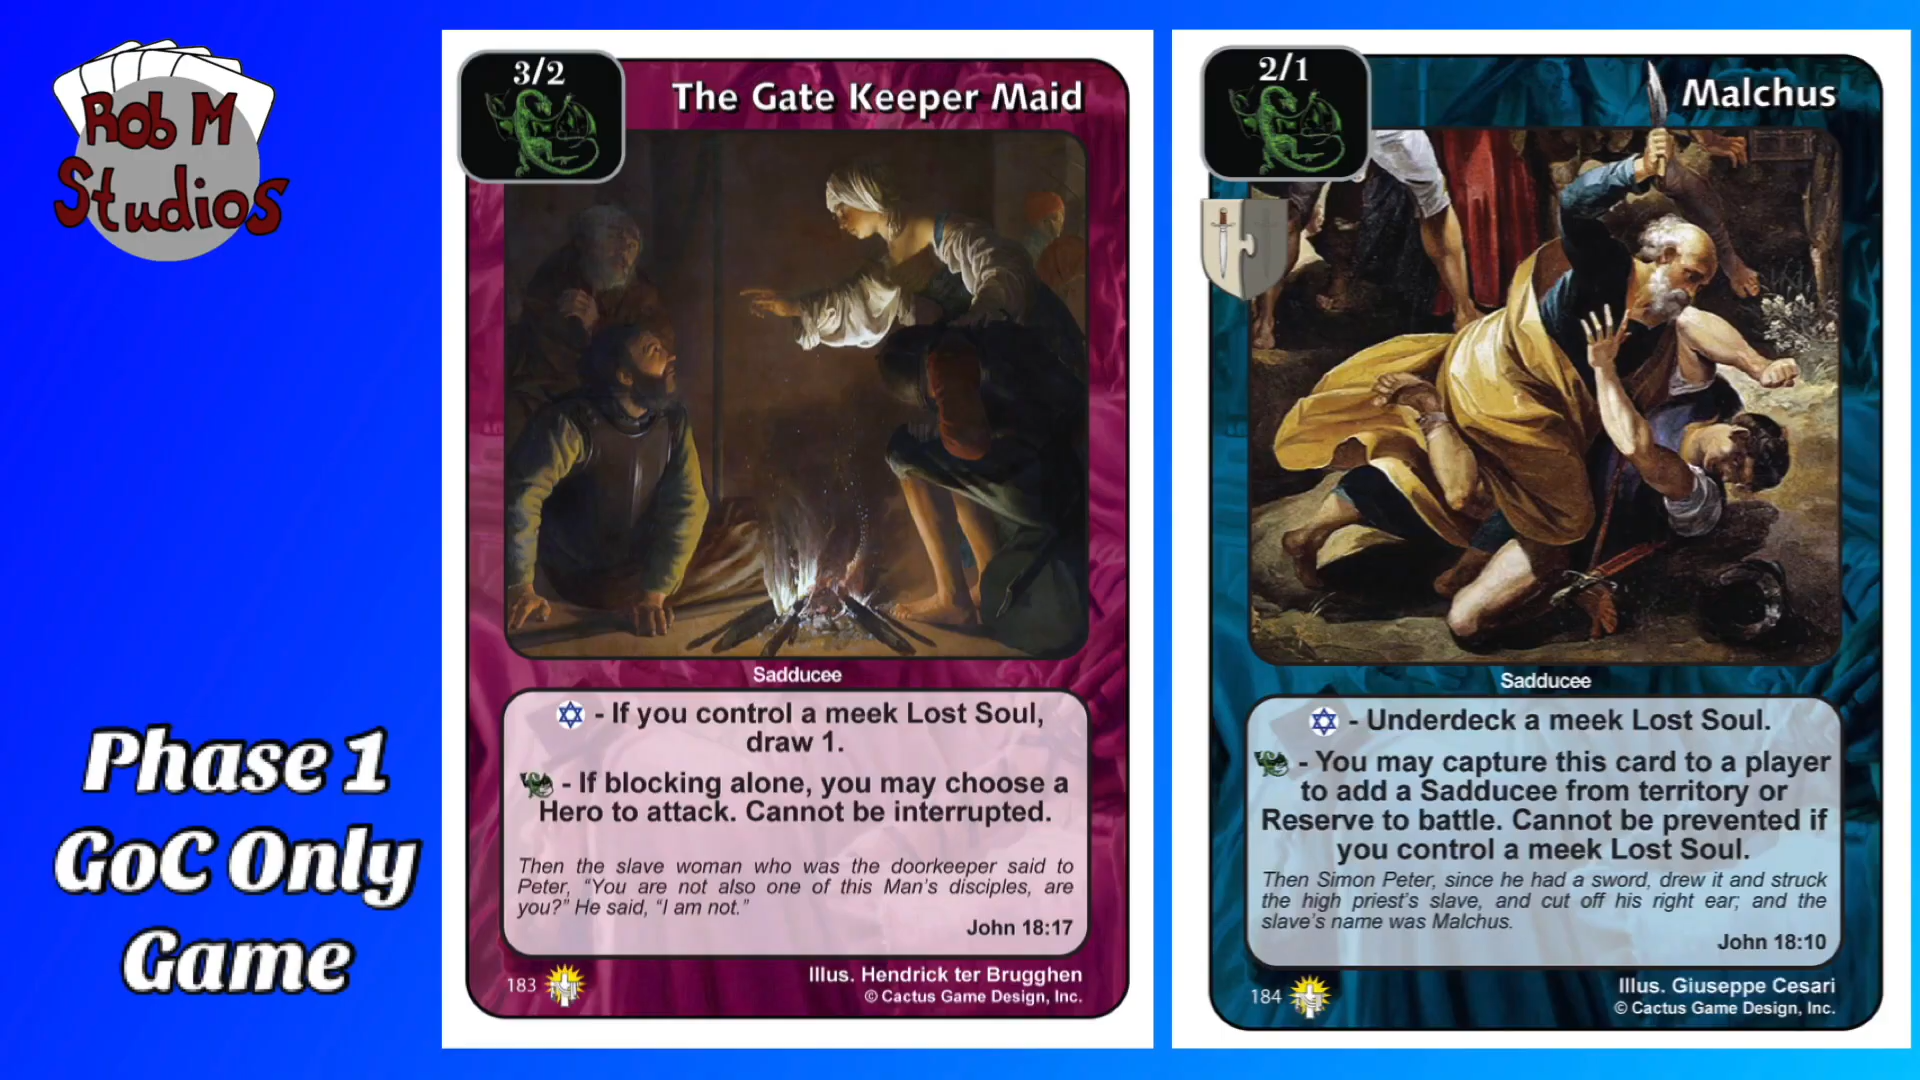 Rob M
Studios
Phase 1
GoC Only
Game
3/2
The Gate Keeper Maid
Sadducee
- If you control a meek Lost Soul,
draw 1.
- If blocking alone, you may choose a
Hero to attack. Cannot be interrupted.
Then the slave woman who was the doorkeeper said to
Peter, “You are not also one of this Man’s disciples, are
you?” He said, “I am not.”
John 18:17
183
Illus. Hendrick ter Brugghen
© Cactus Game Design, Inc.
2/1
Malchus
Sadducee
- Underdeck a meek Lost Soul.
- You may capture this card to a player
to add a Sadducee from territory or
Reserve to battle. Cannot be prevented if
you control a meek Lost Soul.
Then Simon Peter, since he had a sword, drew it and struck
the high priest’s slave, and cut off his right ear; and the
slave’s name was Malchus.
John 18:10
184
Illus. Giuseppe Cesari
© Cactus Game Design, Inc.